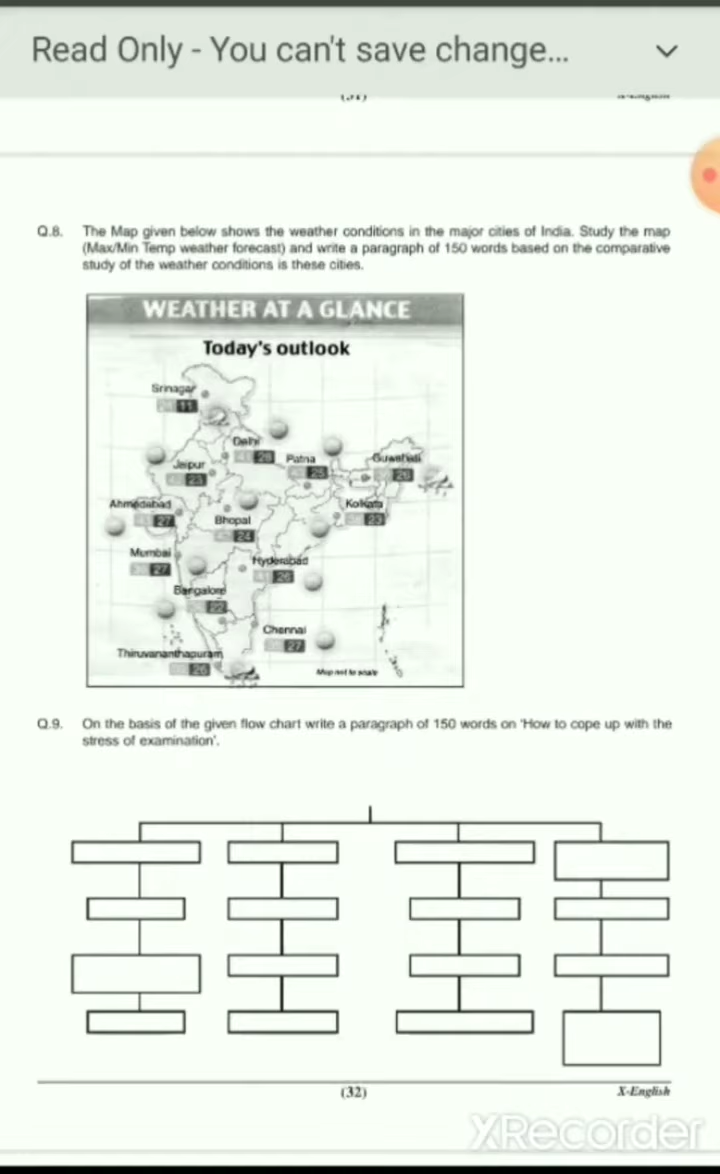 Read Only - You can't save change...
Q.8. The Map given below shows the weather conditions in the major cities of India. Study the map
(Max/Min Temp weather forecast) and write a paragraph of 150 words based on the comparative
study of the weather conditions is these cities.
WEATHER AT A GLANCE
Today's outlook
Srinagar
11
Delhi
28
Patna
25
Guwahati
26
Jaipur
23
Ahmedabad
27
Bhopal
24
Kolkata
23
Mumbai
27
Hyderabad
26
Bangalore
22
Chennai
27
Thiruvananthapuram
26
Map not to scale
Q.9. On the basis of the given flow chart write a paragraph of 150 words on 'How to cope up with the
stress of examination'.
(32)
X-English
XRecorder